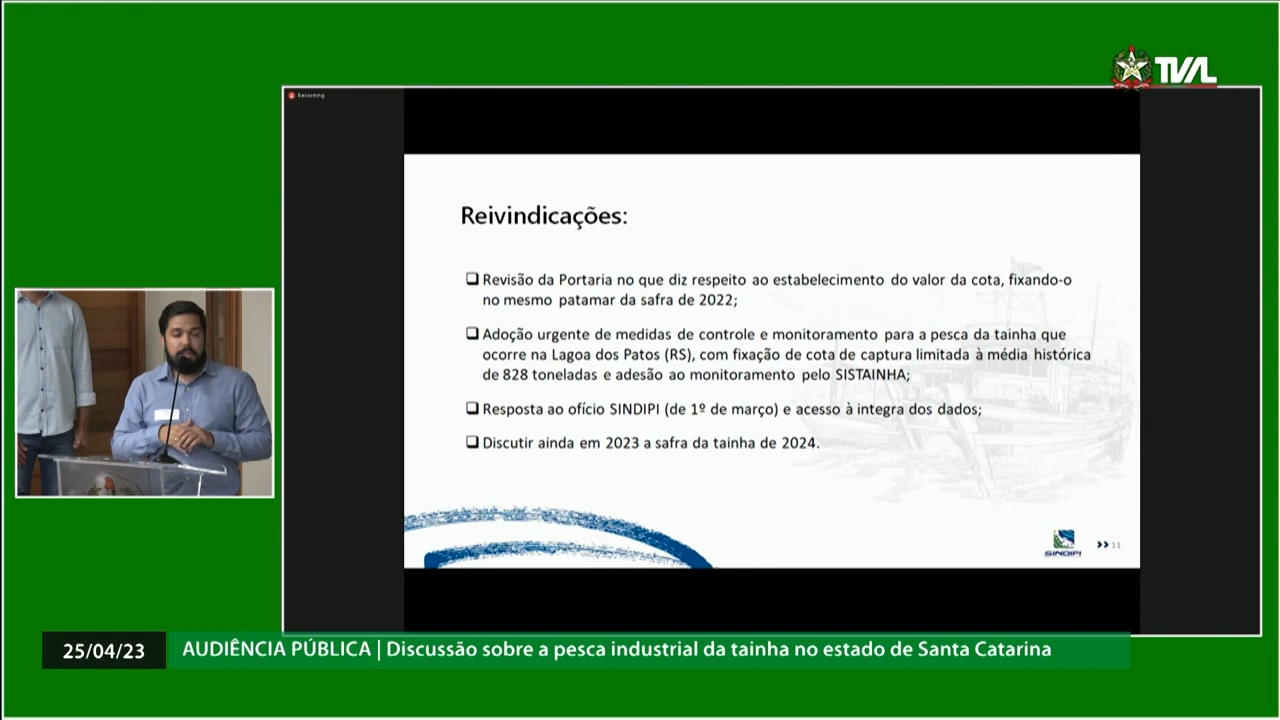 TVAL
Recording
Reivindicações:
Revisão da Portaria no que diz respeito ao estabelecimento do valor da cota, fixando-o
no mesmo patamar da safra de 2022;
Adoção urgente de medidas de controle e monitoramento para a pesca da tainha que
ocorre na Lagoa dos Patos (RS), com fixação de cota de captura limitada à média histórica
de 828 toneladas e adesão ao monitoramento pelo SISTAINHA;
Resposta ao ofício SINDIPI (de 1º de março) e acesso à integra dos dados;
Discutir ainda em 2023 a safra da tainha de 2024.
SINDIPI
11
25/04/23
AUDIÊNCIA PÚBLICA | Discussão sobre a pesca industrial da tainha no estado de Santa Catarina